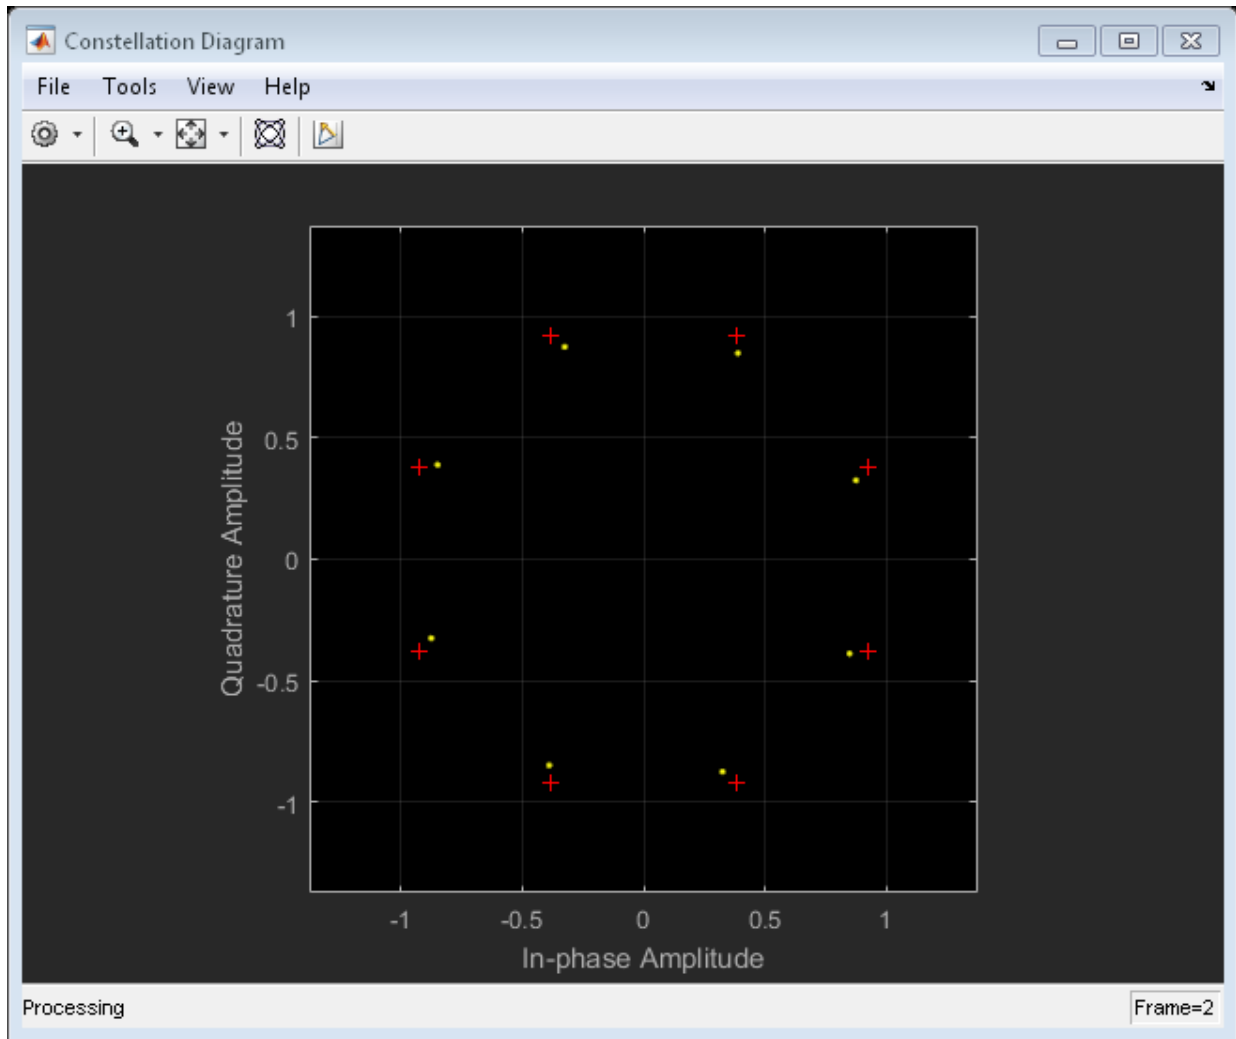 Constellation Diagram
File Tools View Help
1
0.5
0
-0.5
-1
Quadrature Amplitude
-1 -0.5 0 0.5 1
In-phase Amplitude
Processing Frame=2